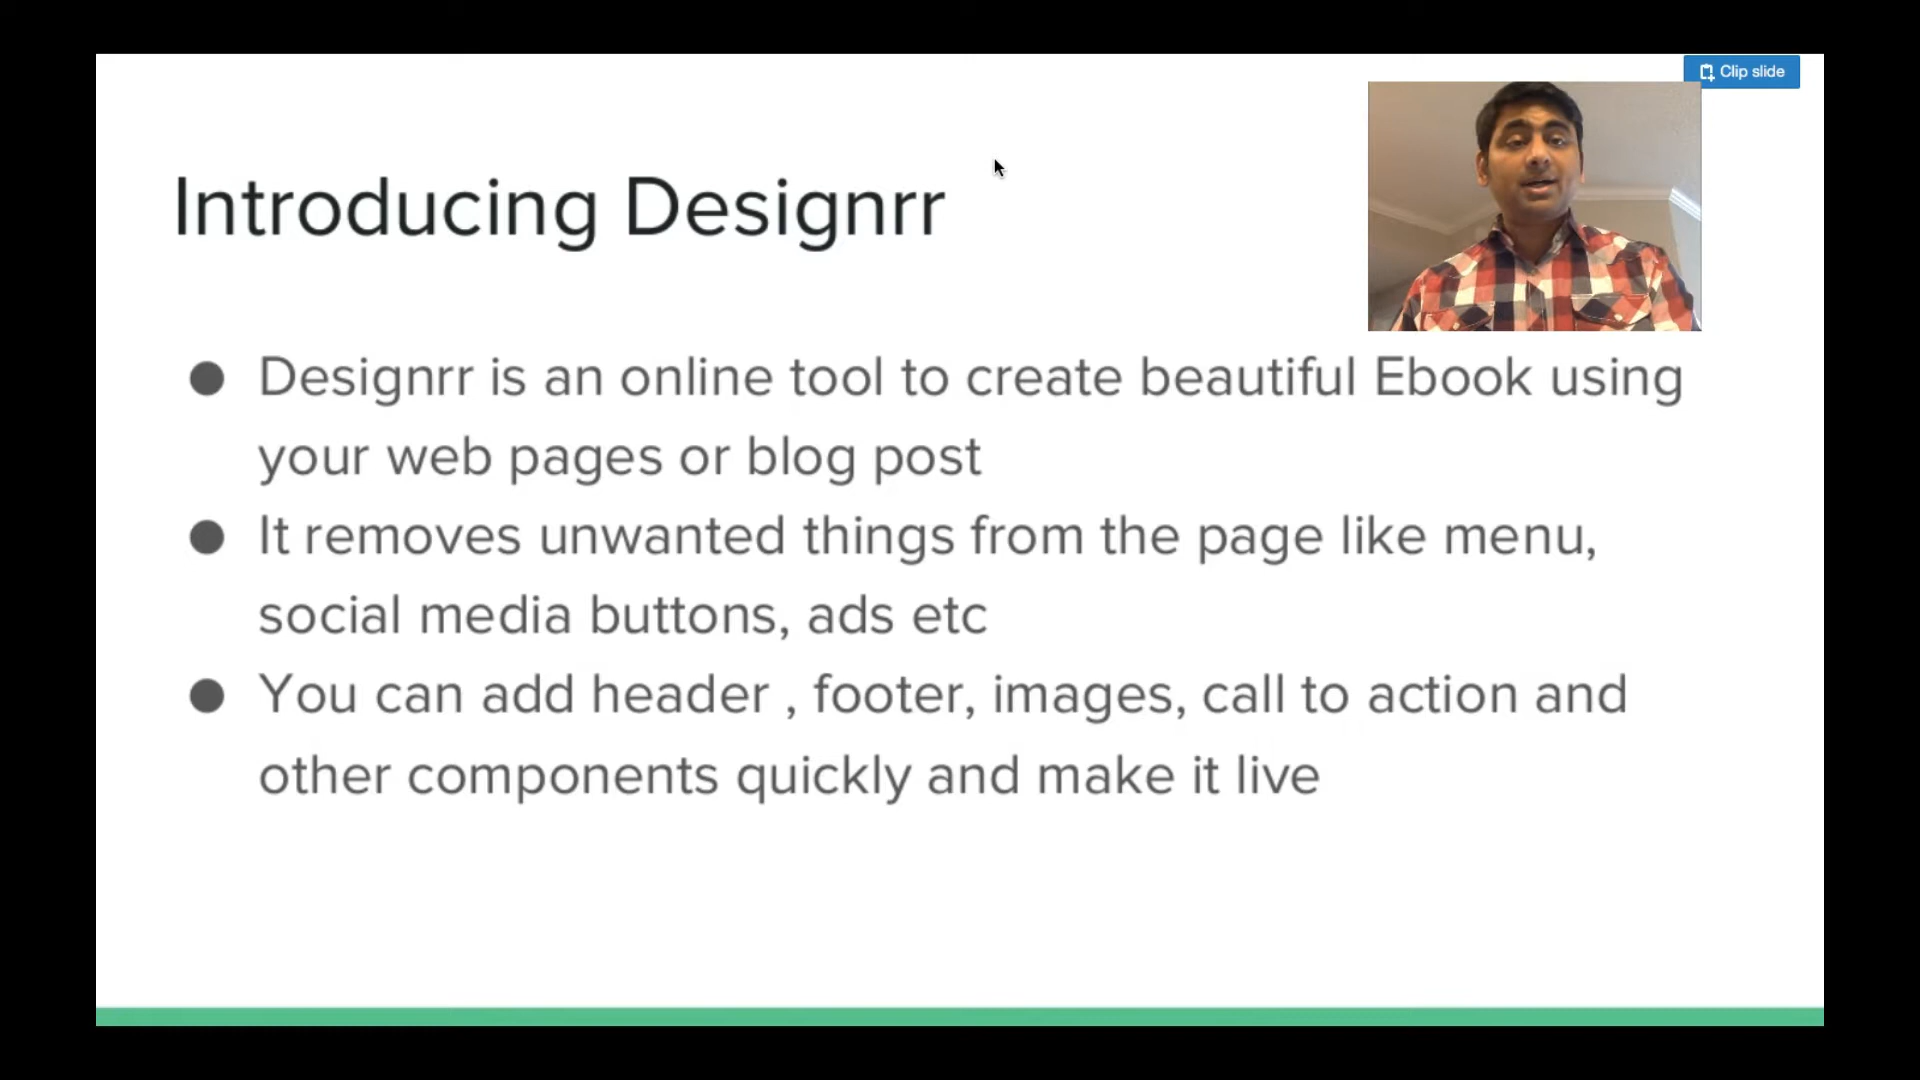 Clip slide
Introducing Designrr
● Designrr is an online tool to create beautiful Ebook using
your web pages or blog post
● It removes unwanted things from the page like menu,
social media buttons, ads etc
● You can add header , footer, images, call to action and
other components quickly and make it live